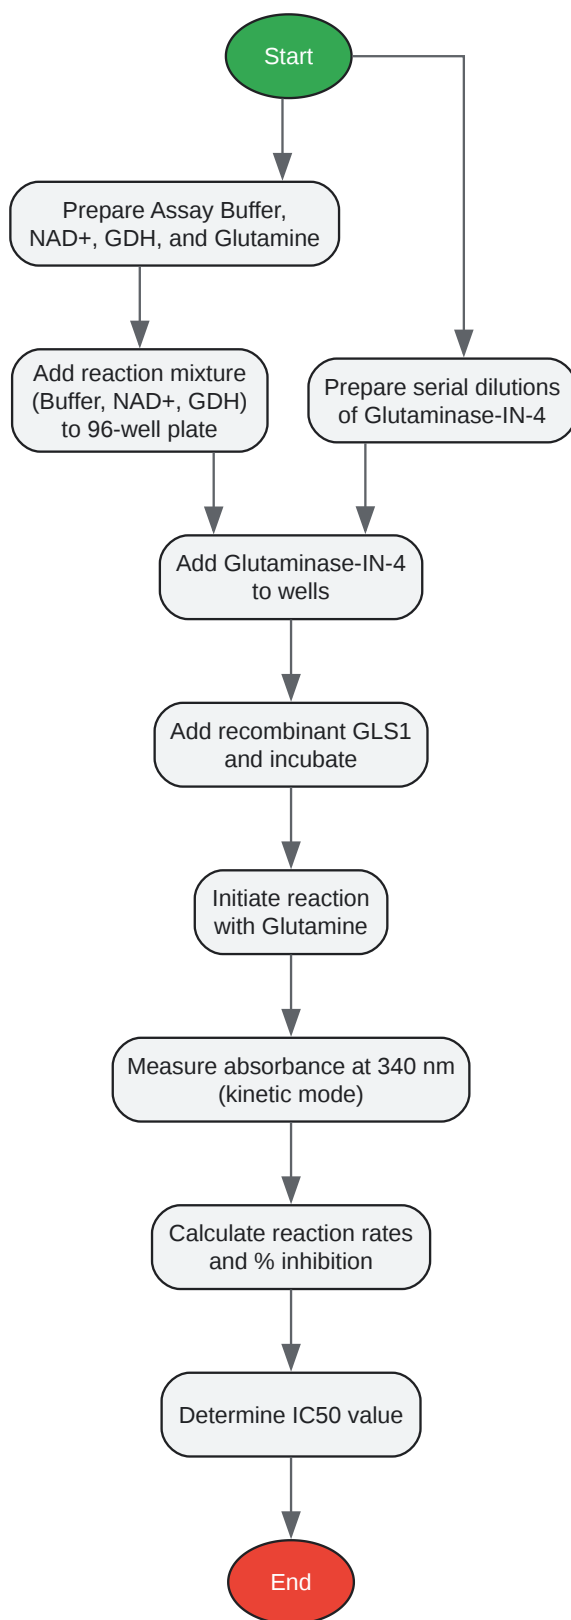 Start
Prepare Assay Buffer,
NAD+, GDH, and Glutamine
Add reaction mixture
(Buffer, NAD+, GDH)
to 96-well plate
Prepare serial dilutions
of Glutaminase-IN-4
Add Glutaminase-IN-4
to wells
Add recombinant GLS1
and incubate
Initiate reaction
with Glutamine
Measure absorbance at 340 nm
(kinetic mode)
Calculate reaction rates
and % inhibition
Determine IC50 value
End